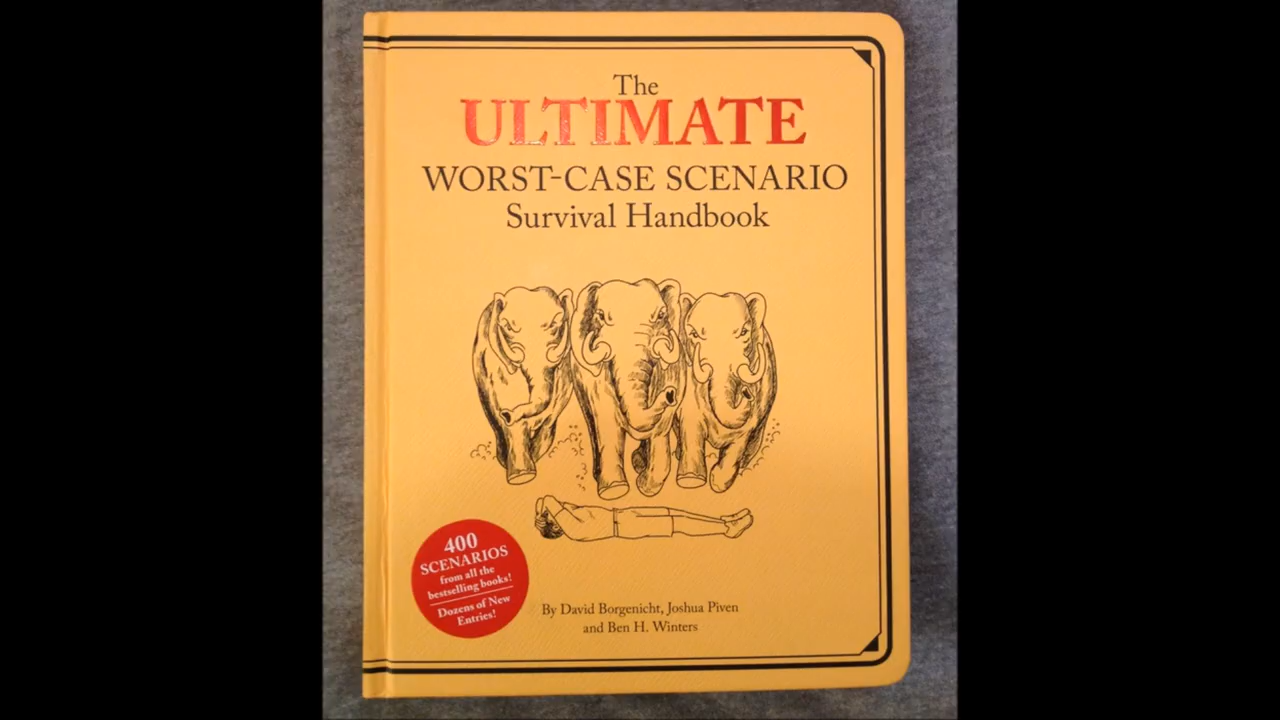 The
ULTIMATE
WORST-CASE SCENARIO
Survival Handbook
400
SCENARIOS
from all the
bestselling books!
Dozens of New
Entries!
By David Borgenicht, Joshua Piven
and Ben H. Winters